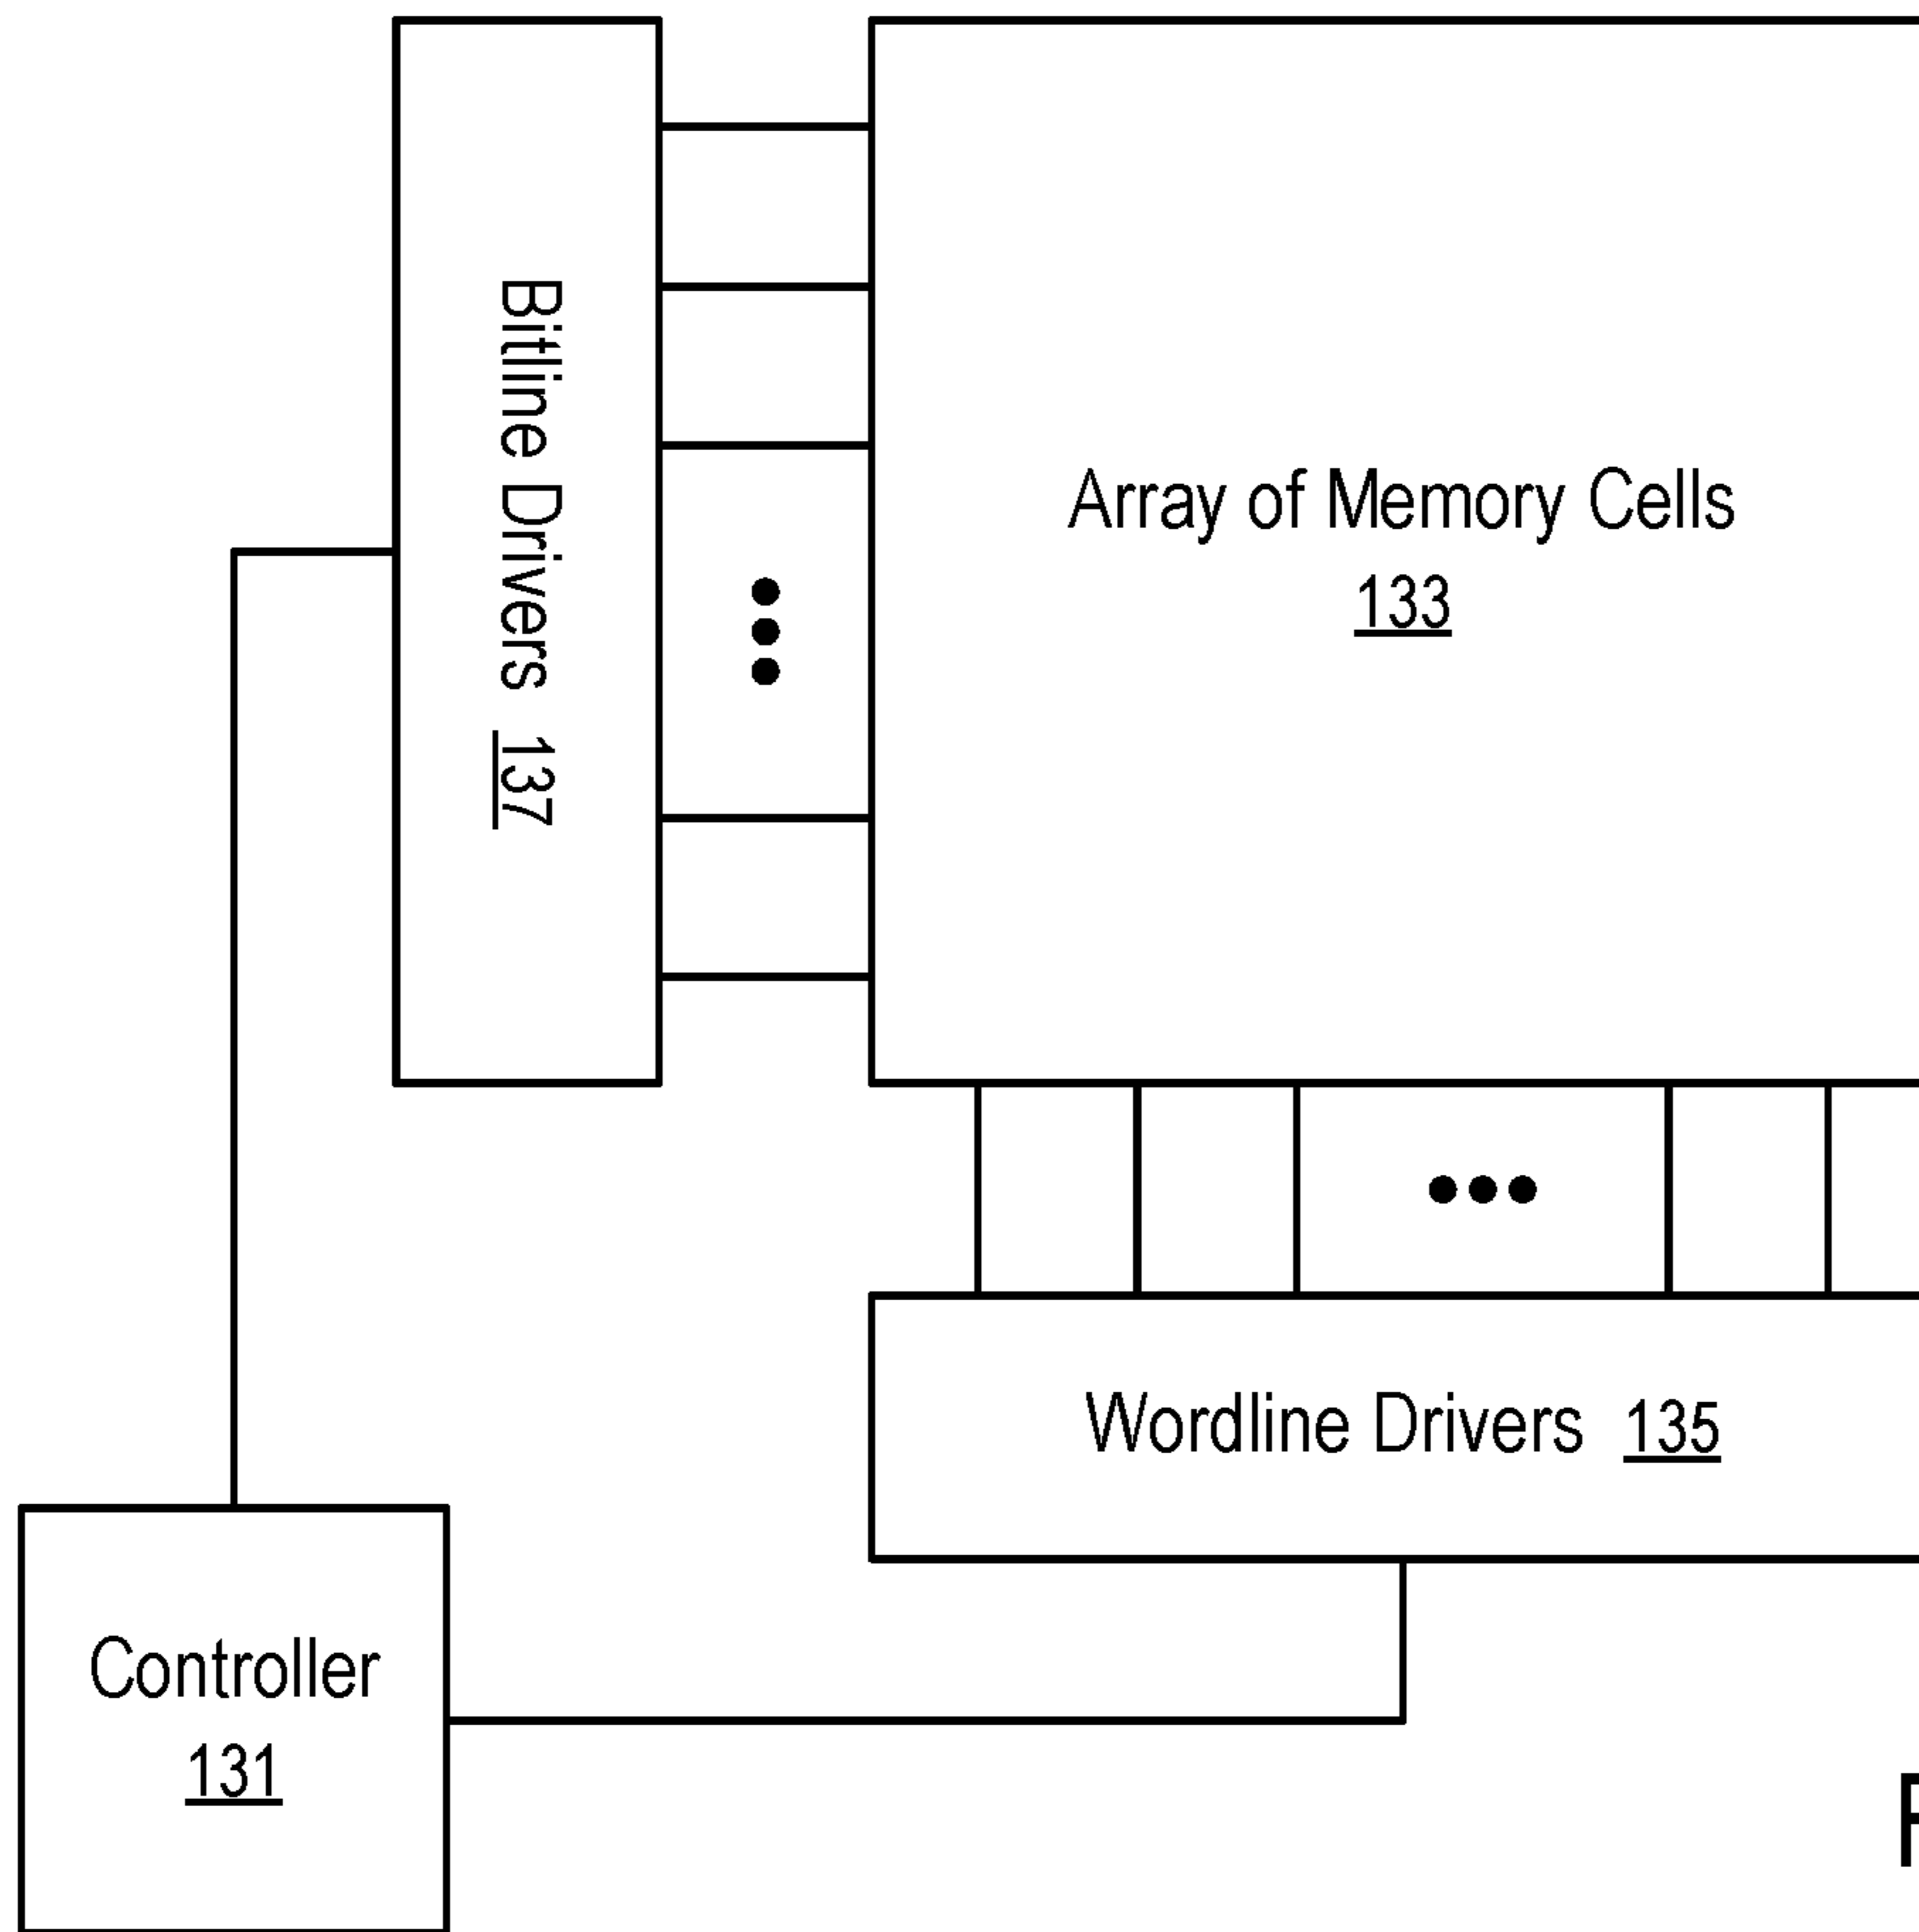 Bitline Drivers 137
Array of Memory Cells
133
Wordline Drivers 135
Controller
131